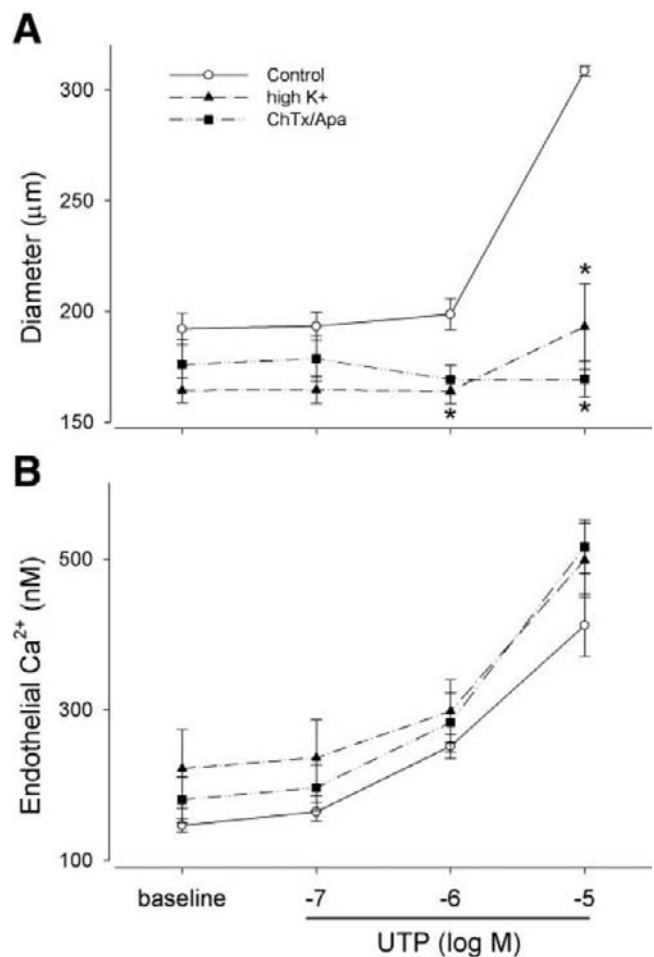 A
Control
high K+
ChTx/Apa
300
250
200
150
Diameter (μm)
*
*
*
B
500
300
100
Endothelial Ca²⁺ (nM)
baseline -7 -6 -5
UTP (log M)